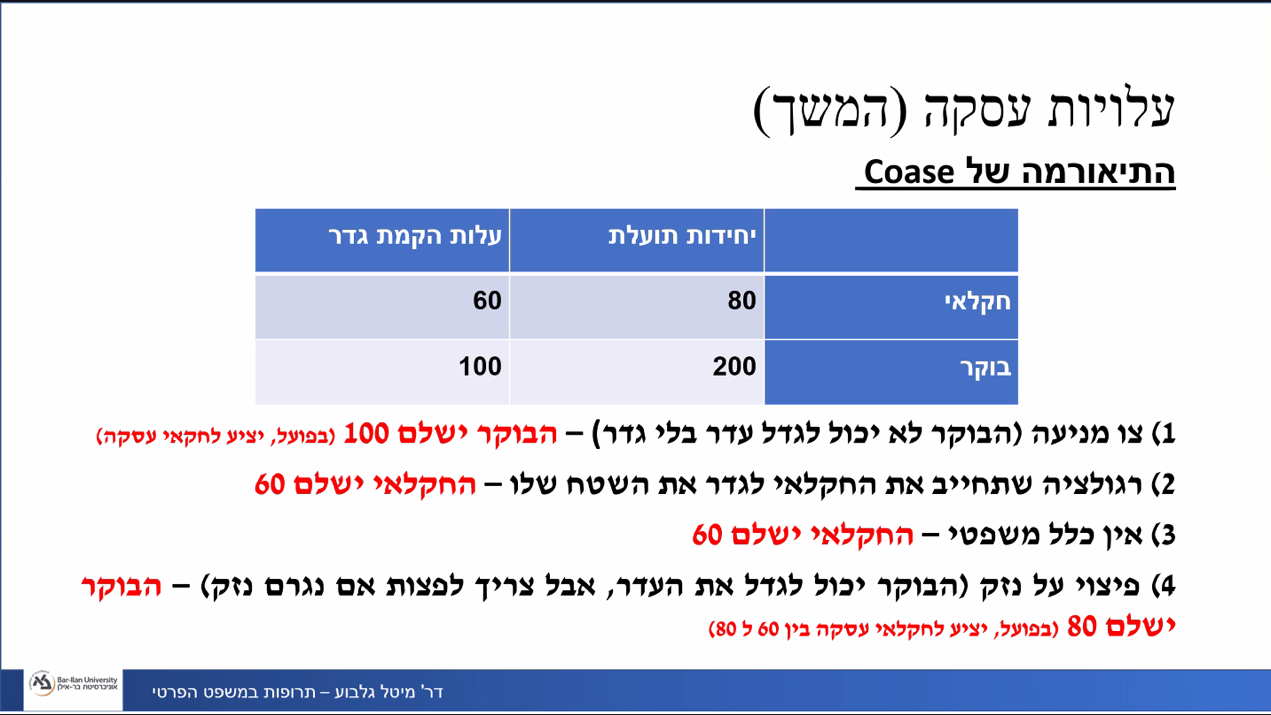 עלויות עסקה (המשך)
התיאורמה של Coase
יחידות תועלת עלות הקמת גדר
חקלאי 80 60
בוקר 200 100
1) צו מניעה (הבוקר לא יכול לגדל עדר בלי גדר) – הבוקר ישלם 100 (בפועל, יציע לחקאי עסקה)
2) רגולציה שתחייב את החקלאי לגדר את השטח שלו – החקלאי ישלם 60
3) אין כלל משפטי – החקלאי ישלם 60
4) פיצוי על נזק (הבוקר יכול לגדל את העדר, אבל צריך לפצות אם נגרם נזק) – הבוקר
ישלם 80 (בפועל, יציע לחקלאי עסקה בין 60 ל 80)
דר' מיטל גלבוע – תרופות במשפט הפרטי
Bar-Ilan University
אוניברסיטת בר-אילן